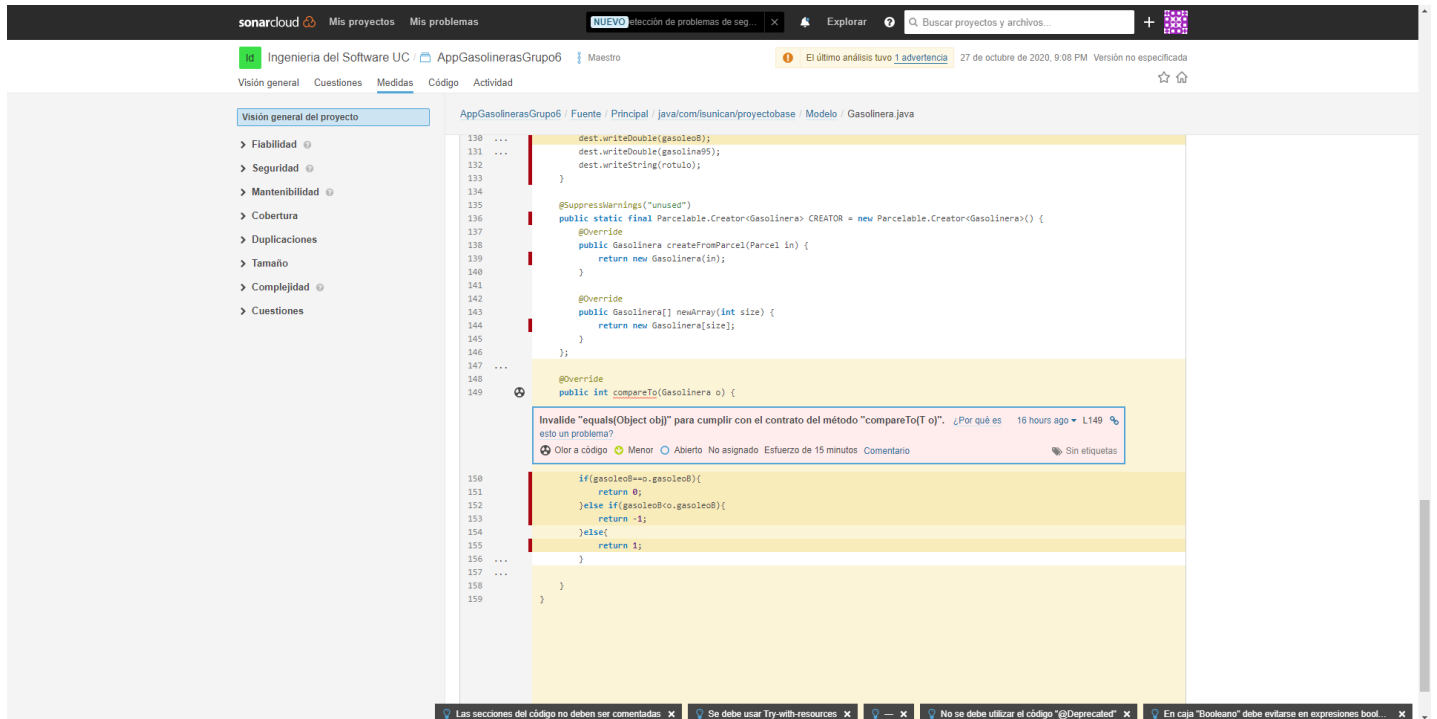 sonarcloud Mis proyectos Mis problemas NUEVO etección de problemas de seg... × Explorar Buscar proyectos y archivos... +
Id Ingenieria del Software UC / AppGasolinerasGrupo6 Maestro El último análisis tuvo 1 advertencia 27 de octubre de 2020, 9:08 PM Versión no especificada
Visión general Cuestiones Medidas Código Actividad
Visión general del proyecto
Fiabilidad
Seguridad
Mantenibilidad
Cobertura
Duplicaciones
Tamaño
Complejidad
Cuestiones
AppGasolinerasGrupo6 / Fuente / Principal / java/com/isunican/proyectobase / Modelo / Gasolinera.java
130 ... dest.writeDouble(gasoleoB);
131 ... dest.writeDouble(gasolina95);
132 dest.writeString(rotulo);
133 }
134
135 @SuppressWarnings("unused")
136 public static final Parcelable.Creator<Gasolinera> CREATOR = new Parcelable.Creator<Gasolinera>() {
137 @Override
138 public Gasolinera createFromParcel(Parcel in) {
139 return new Gasolinera(in);
140 }
141
142 @Override
143 public Gasolinera[] newArray(int size) {
144 return new Gasolinera[size];
145 }
146 };
147 ...
148 @Override
149 public int compareTo(Gasolinera o) {
Invalide "equals(Object obj)" para cumplir con el contrato del método "compareTo(T o)". ¿Por qué es esto un problema? 16 hours ago L149
Olor a código Menor Abierto No asignado Esfuerzo de 15 minutos Comentario Sin etiquetas
150 if(gasoleoB==o.gasoleoB){
151 return 0;
152 }else if(gasoleoB<o.gasoleoB){
153 return -1;
154 }else{
155 return 1;
156 ... }
157 ...
158 }
159 }
Las secciones del código no deben ser comentadas × Se debe usar Try-with-resources × — × No se debe utilizar el código "@Deprecated" × En caja "Booleano" debe evitarse en expresiones bool... ×